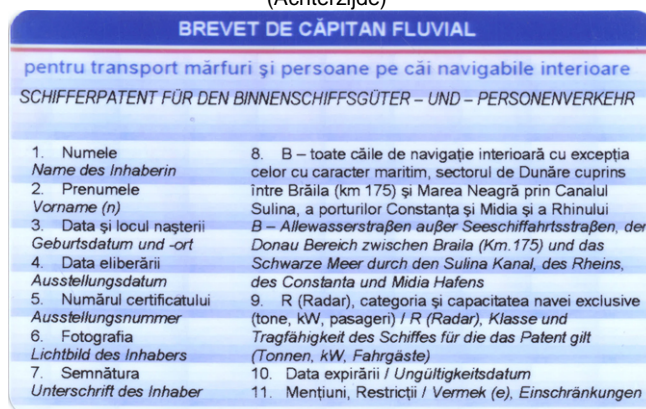 (Achterzijde)
BREVET DE CĂPITAN FLUVIAL
pentru transport mărfuri şi persoane pe căi navigabile interioare
SCHIFFERPATENT FÜR DEN BINNENSCHIFFSGÜTER – UND – PERSONENVERKEHR
1. Numele
Name des Inhaberin
2. Prenumele
Vorname (n)
3. Data şi locul naşterii
Geburtsdatum und -ort
4. Data eliberării
Ausstellungsdatum
5. Numărul certificatului
Ausstellungsnummer
6. Fotografia
Lichtbild des Inhabers
7. Semnătura
Unterschrift des Inhaber
8. B – toate căile de navigaţie interioară cu excepţia
celor cu caracter maritim, sectorul de Dunăre cuprins
între Brăila (km 175) şi Marea Neagră prin Canalul
Sulina, a porturilor Constanţa şi Midia şi a Rhinului
B – Allewasserstraßen außer Seeschiffahrtsstraßen, der
Donau Bereich zwischen Braila (Km.175) und das
Schwarze Meer durch den Sulina Kanal, des Rheins,
des Constanta und Midia Hafens
9. R (Radar), categoria şi capacitatea navei exclusive
(tone, kW, pasageri) / R (Radar), Klasse und
Tragfähigkeit des Schiffes für die das Patent gilt
(Tonnen, kW, Fahrgäste)
10. Data expirării / Ungültigkeitsdatum
11. Menţiuni, Restricţii / Vermek (e), Einschränkungen